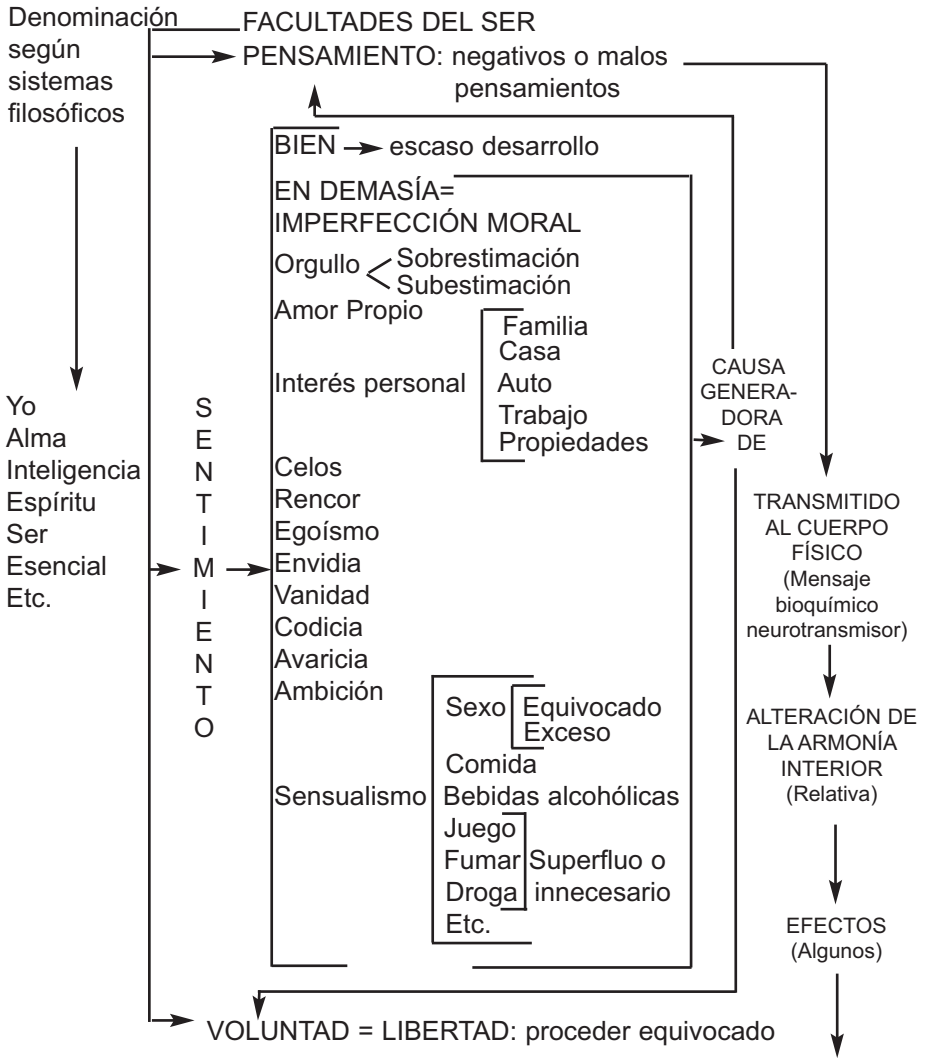 Denominación
según
sistemas
filosóficos
FACULTADES DEL SER
PENSAMIENTO: negativos o malos
pensamientos
BIEN escaso desarrollo
EN DEMASÍA=
IMPERFECCIÓN MORAL
Orgullo Sobrestimación
Subestimación
Amor Propio
Interés personal
Familia
Casa
Auto
Trabajo
Propiedades
Celos
Rencor
Egoísmo
Envidia
Vanidad
Codicia
Avaricia
Ambición
Sensualismo
Sexo Equivocado
Exceso
Comida
Bebidas alcohólicas
Juego
Fumar Superfluo o
Droga innecesario
Etc.
Yo
Alma
Inteligencia
Espíritu
Ser
Esencial
Etc.
S
E
N
T
I
M
I
E
N
T
O
CAUSA
GENERA-
DORA
DE
TRANSMITIDO
AL CUERPO
FÍSICO
(Mensaje
bioquímico
neurotransmisor)
ALTERACIÓN DE
LA ARMONÍA
INTERIOR
(Relativa)
EFECTOS
(Algunos)
VOLUNTAD = LIBERTAD: proceder equivocado